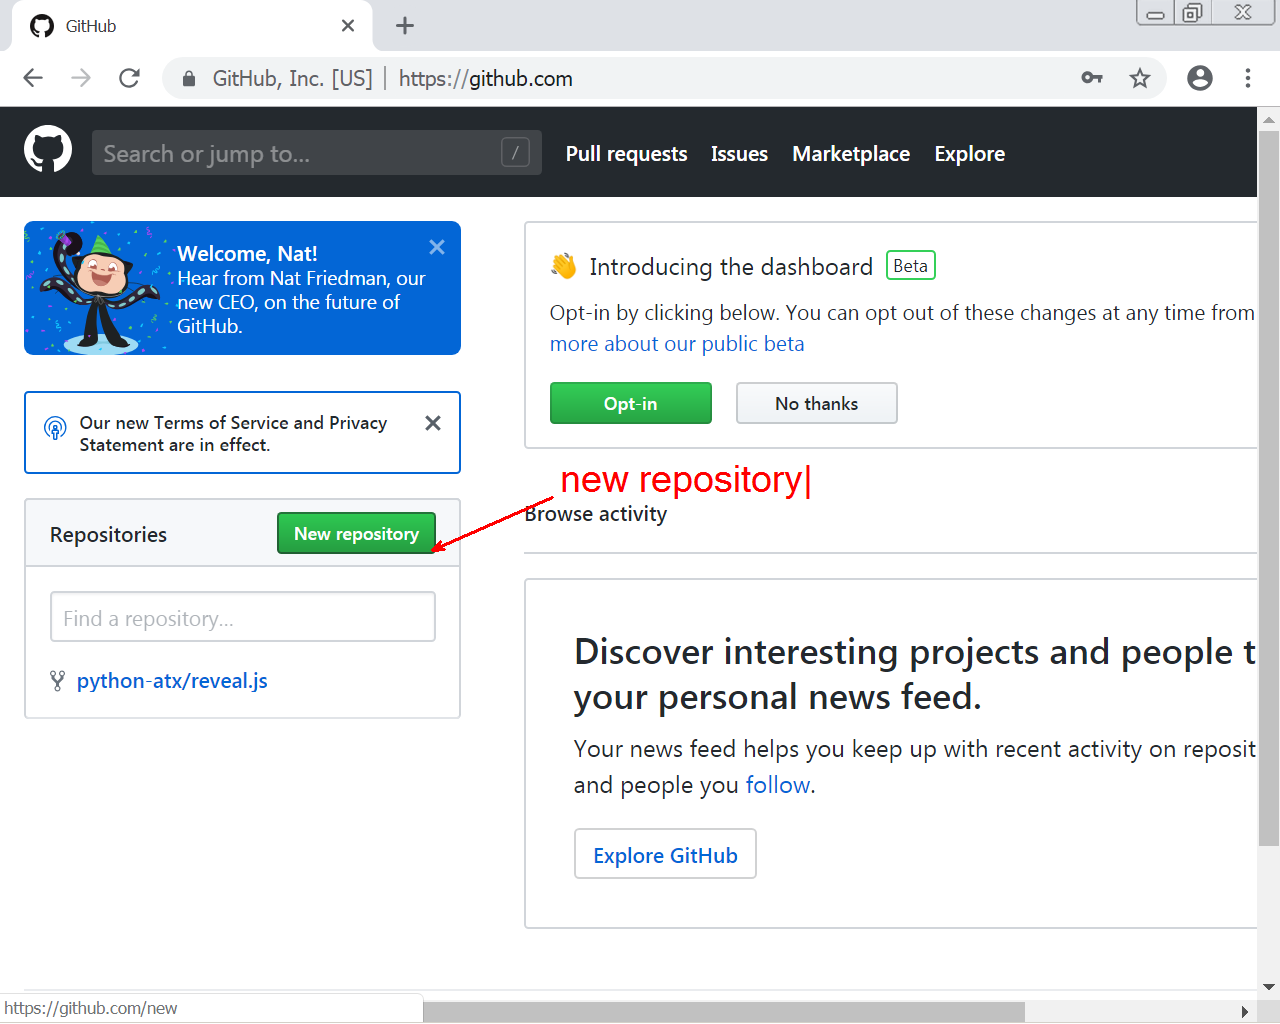 GitHub
GitHub, Inc. [US] | https://github.com
Search or jump to... /
Pull requests Issues Marketplace Explore
Welcome, Nat!
Hear from Nat Friedman, our
new CEO, on the future of
GitHub.
Our new Terms of Service and Privacy
Statement are in effect.
Repositories New repository
Find a repository...
python-atx/reveal.js
Introducing the dashboard Beta
Opt-in by clicking below. You can opt out of these changes at any time from
more about our public beta
Opt-in No thanks
new repository|
Browse activity
Discover interesting projects and people t
your personal news feed.
Your news feed helps you keep up with recent activity on reposit
and people you follow.
Explore GitHub
https://github.com/new